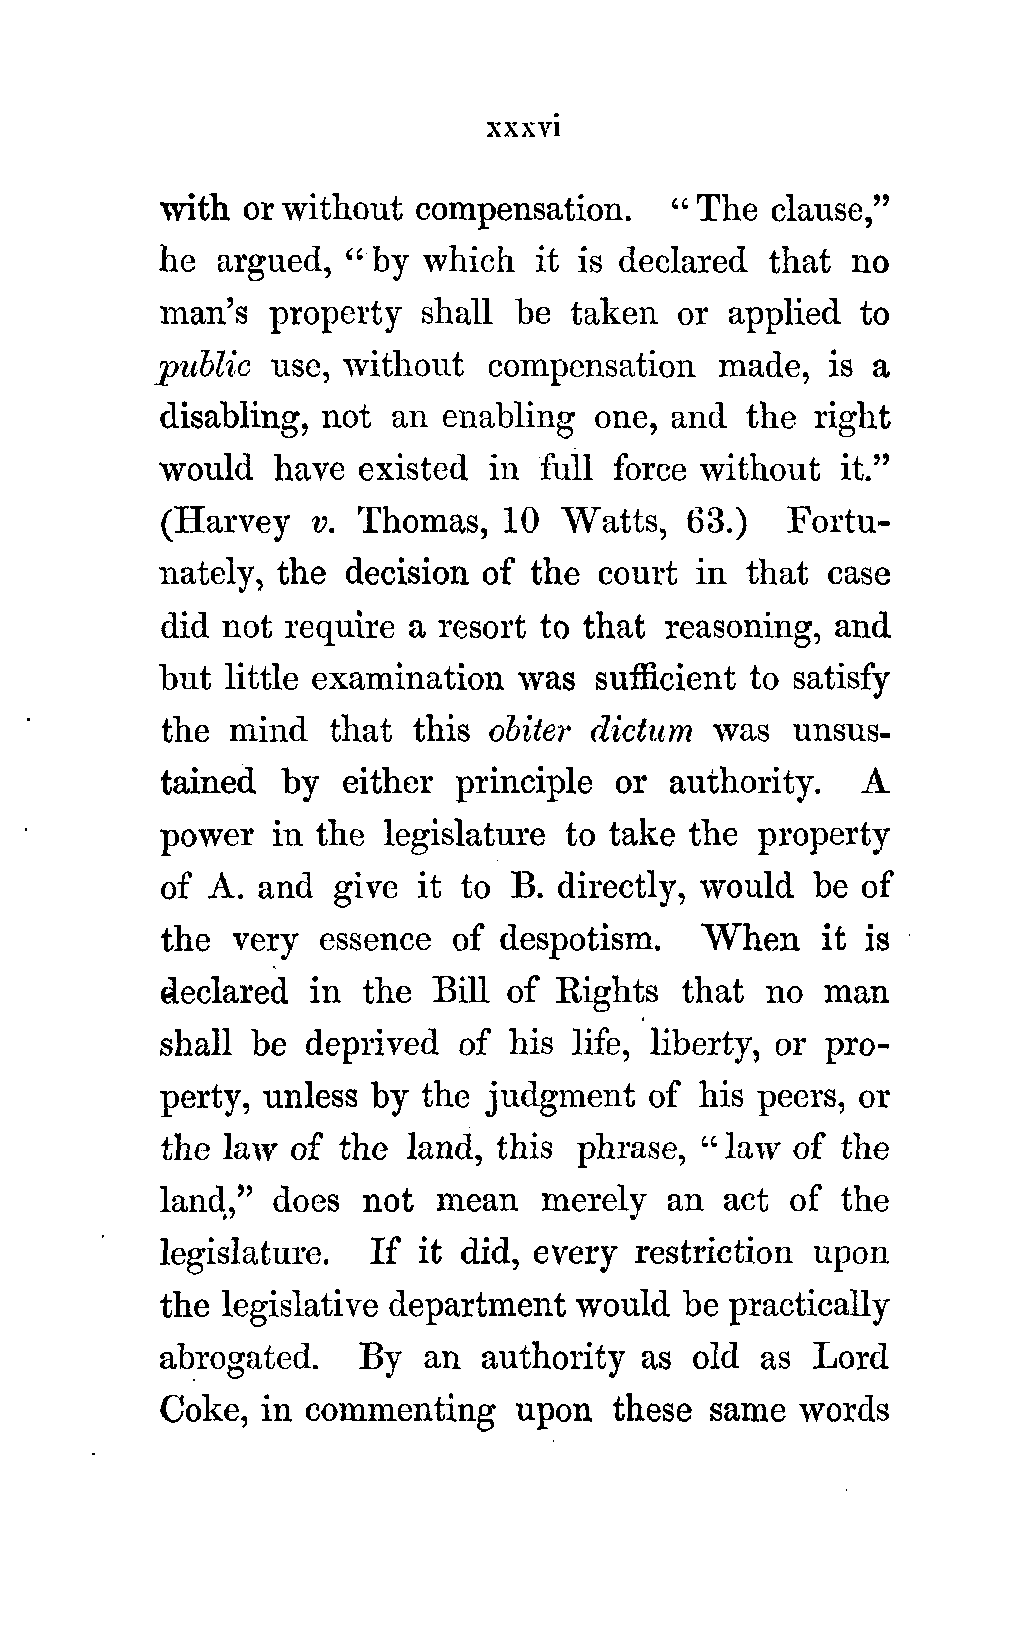 xxxvi
with or without compensation. “The clause,”
he argued, “by which it is declared that no
man’s property shall be taken or applied to
public use, without compensation made, is a
disabling, not an enabling one, and the right
would have existed in full force without it.”
(Harvey v. Thomas, 10 Watts, 63.) Fortu-
nately, the decision of the court in that case
did not require a resort to that reasoning, and
but little examination was sufficient to satisfy
the mind that this obiter dictum was unsus-
tained by either principle or authority. A
power in the legislature to take the property
of A. and give it to B. directly, would be of
the very essence of despotism. When it is
declared in the Bill of Rights that no man
shall be deprived of his life, liberty, or pro-
perty, unless by the judgment of his peers, or
the law of the land, this phrase, “law of the
land,” does not mean merely an act of the
legislature. If it did, every restriction upon
the legislative department would be practically
abrogated. By an authority as old as Lord
Coke, in commenting upon these same words